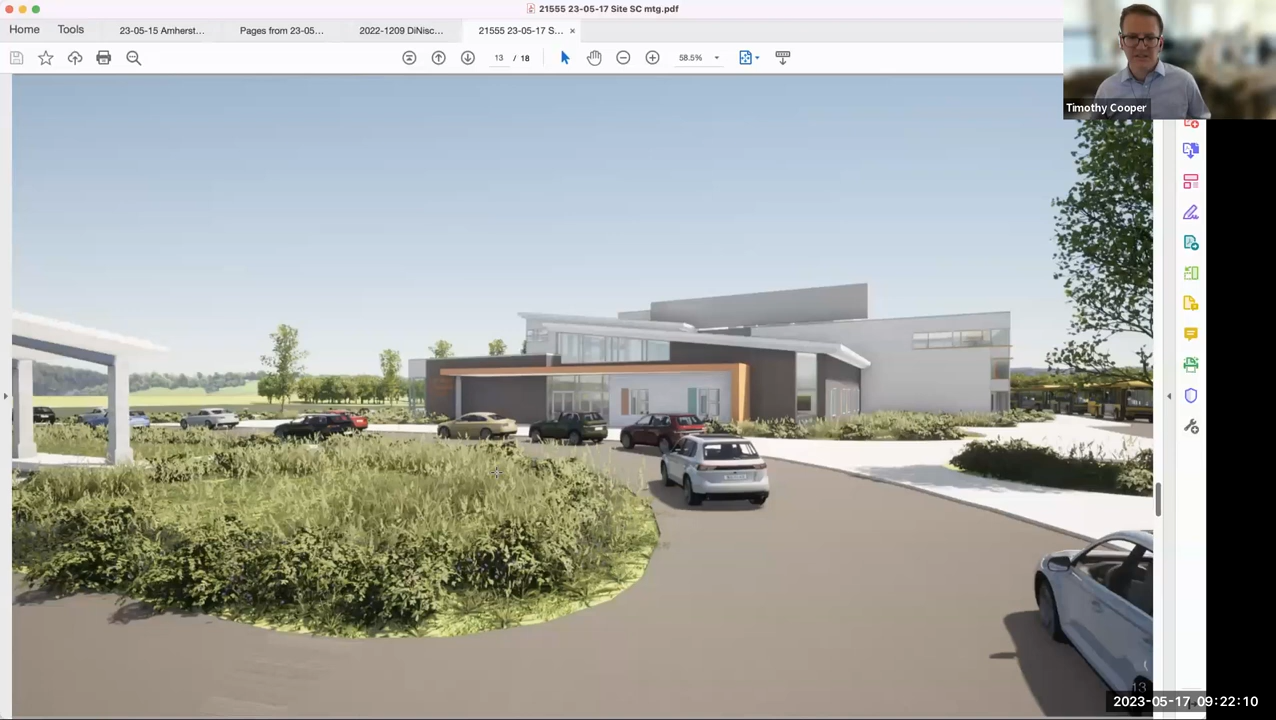 21555 23-05-17 Site SC mtg.pdf
Home
Tools
23-05-15 Amherst...
Pages from 23-05...
2022-1209 DiNisc...
21555 23-05-17 S...
13 / 18
58.5%
Timothy Cooper
13
2023-05-17 09:22:10